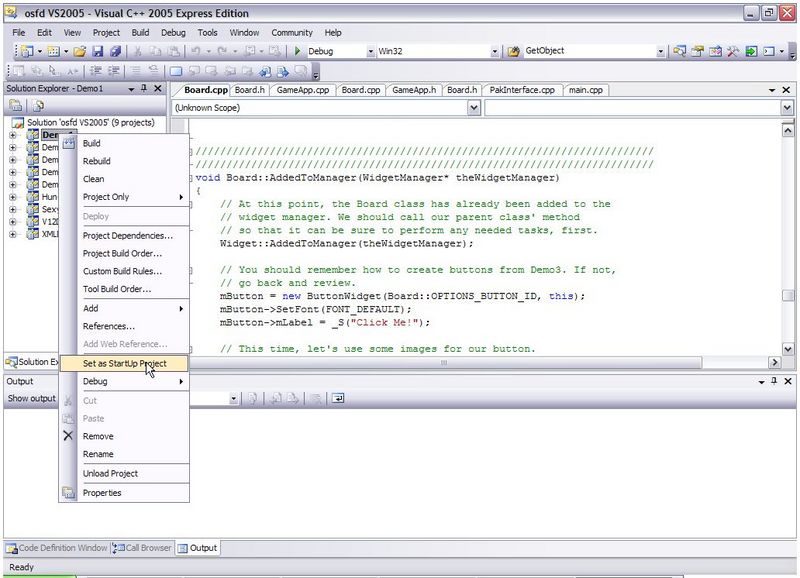 osfd VS2005 - Visual C++ 2005 Express Edition
File Edit View Project Build Debug Tools Window Community Help
Debug Win32 GetObject
Solution Explorer - Demo1
Board.cpp Board.h GameApp.cpp Board.cpp GameApp.h Board.h PakInterface.cpp main.cpp
(Unknown Scope)
Solution 'osfd VS2005' (9 projects)
Demo1
Dem
Dem
Dem
Dem
Hun
Sexy
V12D
XMLD
Build
Rebuild
Clean
Project Only
Deploy
Project Dependencies...
Project Build Order...
Custom Build Rules...
Tool Build Order...
Add
References...
Add Web Reference...
Set as StartUp Project
Debug
Cut
Paste
Remove
Rename
Unload Project
Properties
//////////////////////////////////////////////////////////////////////////
//////////////////////////////////////////////////////////////////////////
void Board::AddedToManager(WidgetManager* theWidgetManager)
{
// At this point, the Board class has already been added to the
// widget manager. We should call our parent class' method
// so that it can be sure to perform any needed tasks, first.
Widget::AddedToManager(theWidgetManager);
// You should remember how to create buttons from Demo3. If not,
// go back and review.
mButton = new ButtonWidget(Board::OPTIONS_BUTTON_ID, this);
mButton->SetFont(FONT_DEFAULT);
mButton->mLabel = _S("Click Me!");
// This time, let's use some images for our button.
Solution Ex
Output
Show output
Code Definition Window Call Browser Output
Ready